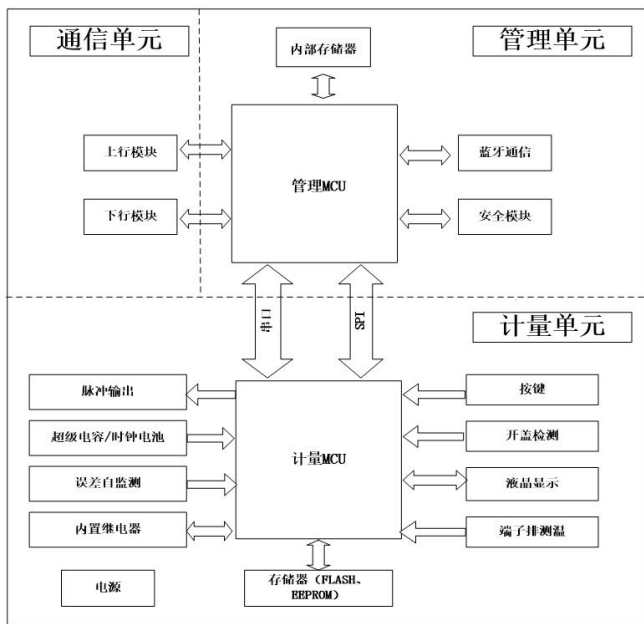 通信单元
内部存储器
管理单元
上行模块
蓝牙通信
管理MCU
下行模块
安全模块
串口
SPI
计量单元
脉冲输出
按键
超级电容/时钟电池
开盖检测
计量MCU
误差自监测
液晶显示
内置继电器
端子排测温
电源
存储器（FLASH、
EEPROM）